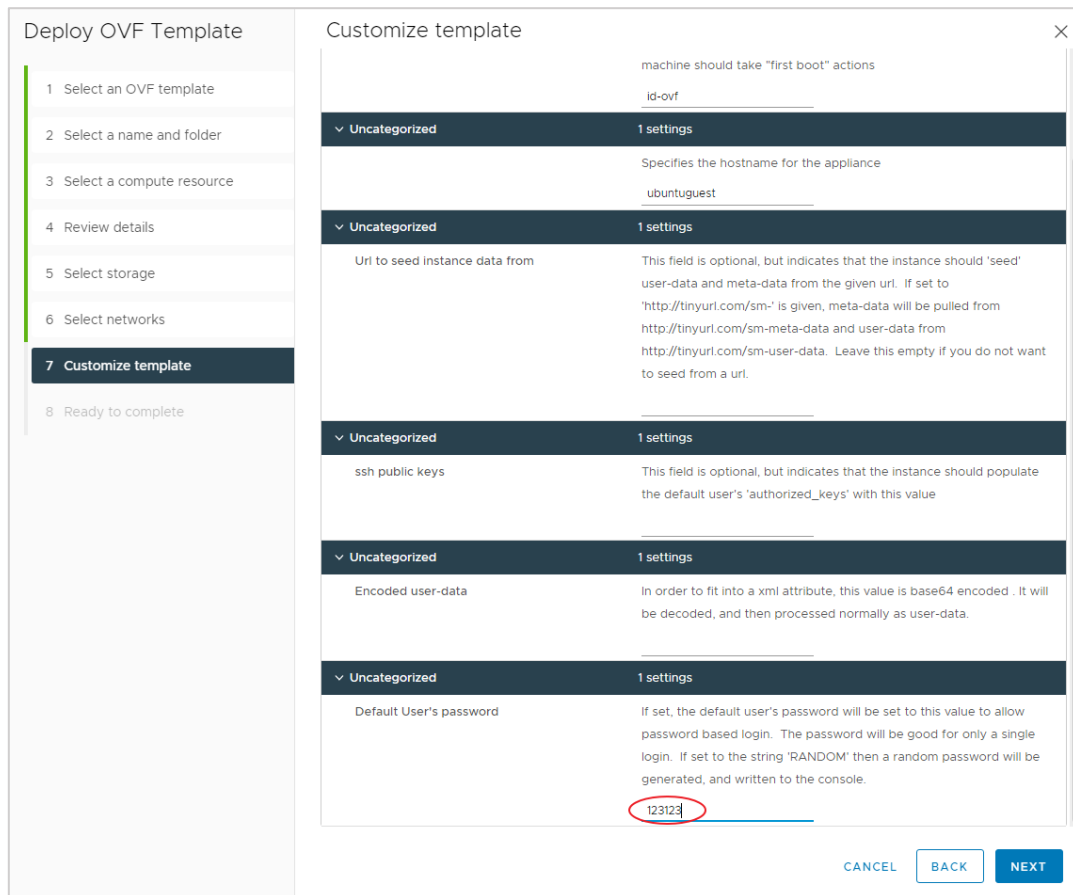 Deploy OVF Template
1 Select an OVF template
2 Select a name and folder
3 Select a compute resource
4 Review details
5 Select storage
6 Select networks
7 Customize template
8 Ready to complete
Customize template
machine should take "first boot" actions
id-ovf
Uncategorized 1 settings
Specifies the hostname for the appliance
ubuntuguest
Uncategorized 1 settings
Url to seed instance data from
This field is optional, but indicates that the instance should 'seed'
user-data and meta-data from the given url. If set to
'http://tinyurl.com/sm-' is given, meta-data will be pulled from
http://tinyurl.com/sm-meta-data and user-data from
http://tinyurl.com/sm-user-data. Leave this empty if you do not want
to seed from a url.
Uncategorized 1 settings
ssh public keys
This field is optional, but indicates that the instance should populate
the default user's 'authorized_keys' with this value
Uncategorized 1 settings
Encoded user-data
In order to fit into a xml attribute, this value is base64 encoded . It will
be decoded, and then processed normally as user-data.
Uncategorized 1 settings
Default User's password
If set, the default user's password will be set to this value to allow
password based login. The password will be good for only a single
login. If set to the string 'RANDOM' then a random password will be
generated, and written to the console.
123123
CANCEL BACK NEXT